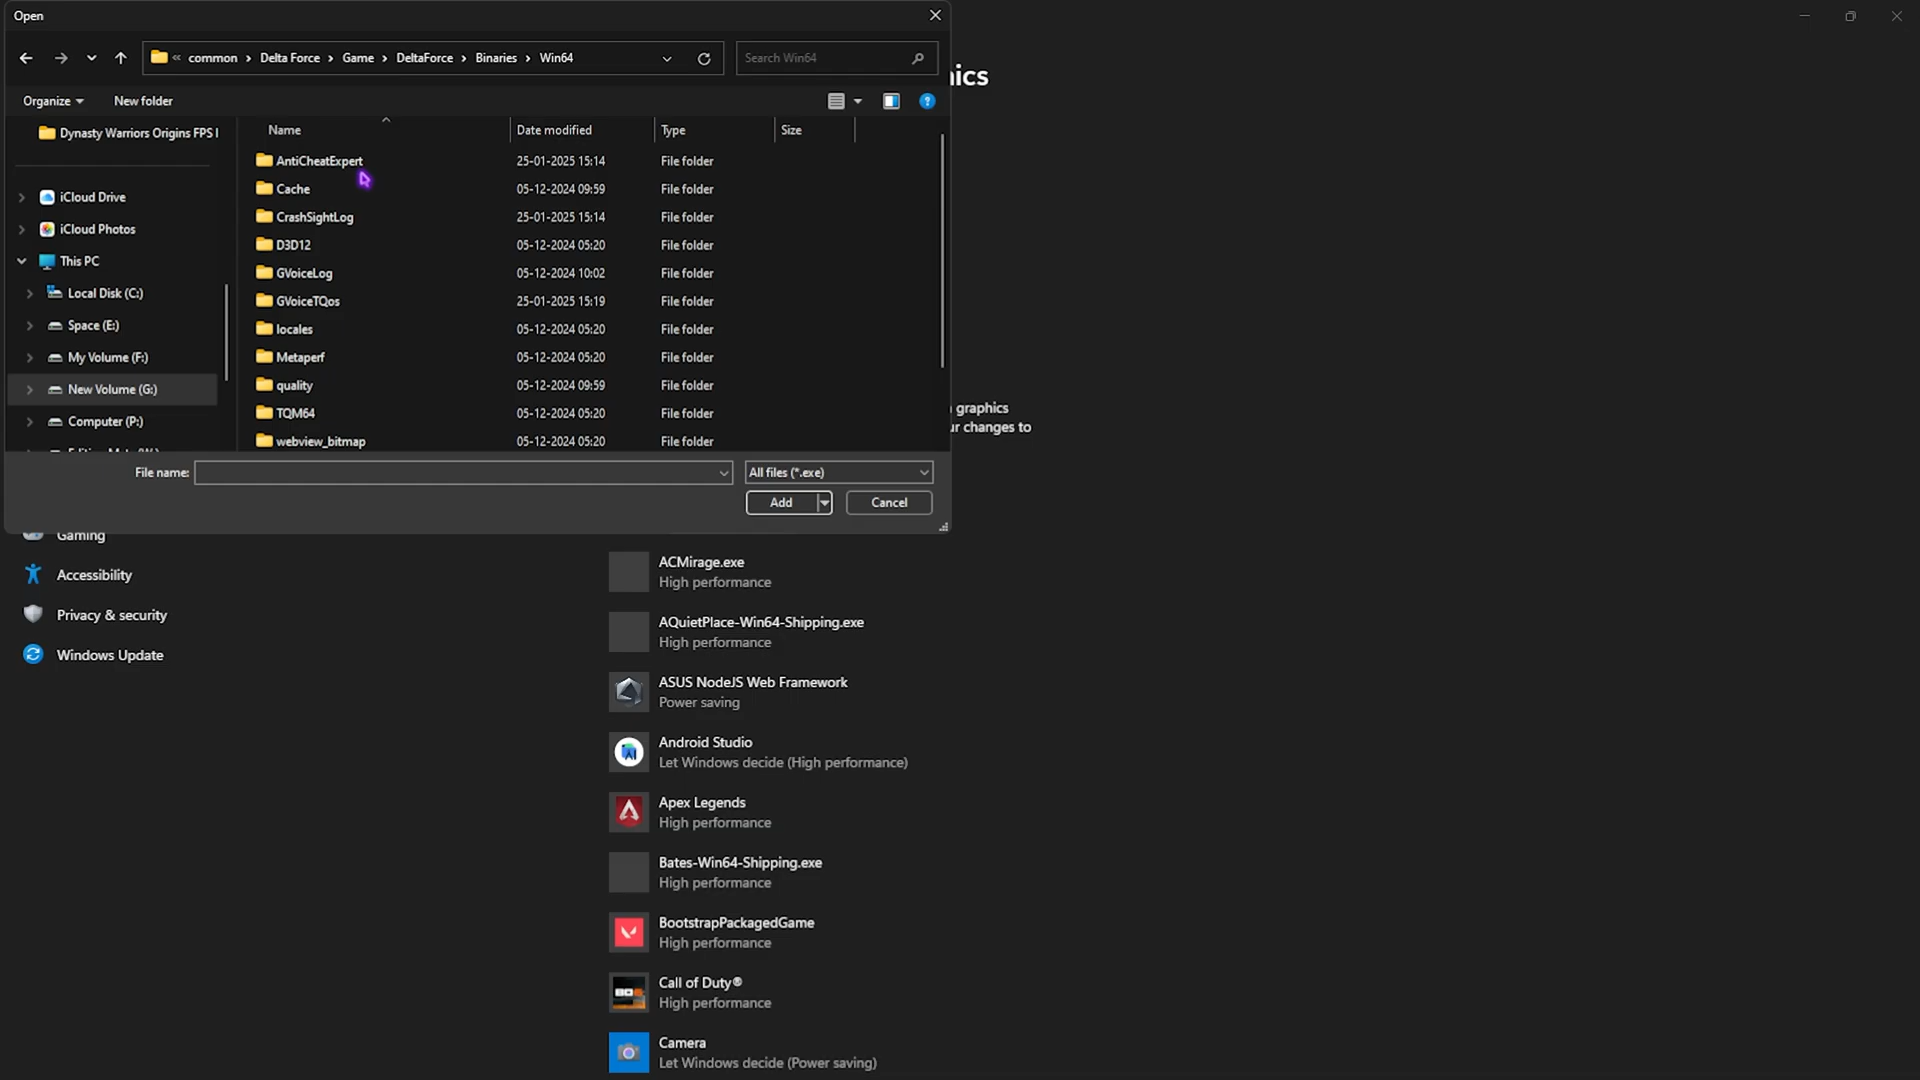 Open
« common > Delta Force > Game > DeltaForce > Binaries > Win64
Search Win64
Organize
New folder
Dynasty Warriors Origins FPS
iCloud Drive
iCloud Photos
This PC
Local Disk (C:)
Space (E:)
My Volume (F:)
New Volume (G:)
Computer (P:)
Name Date modified Type Size
AntiCheatExpert 25-01-2025 15:14 File folder
Cache 05-12-2024 09:59 File folder
CrashSightLog 25-01-2025 15:14 File folder
D3D12 05-12-2024 05:20 File folder
GVoiceLog 05-12-2024 10:02 File folder
GVoiceTQos 25-01-2025 15:19 File folder
locales 05-12-2024 05:20 File folder
Metaperf 05-12-2024 05:20 File folder
quality 05-12-2024 09:59 File folder
TQM64 05-12-2024 05:20 File folder
webview_bitmap 05-12-2024 05:20 File folder
File name:
All files (*.exe)
Add
Cancel
ics
graphics
ur changes to
Gaming
Accessibility
Privacy & security
Windows Update
ACMirage.exe
High performance
AQuietPlace-Win64-Shipping.exe
High performance
ASUS NodeJS Web Framework
Power saving
Android Studio
Let Windows decide (High performance)
Apex Legends
High performance
Bates-Win64-Shipping.exe
High performance
BootstrapPackagedGame
High performance
Call of Duty®
High performance
Camera
Let Windows decide (Power saving)